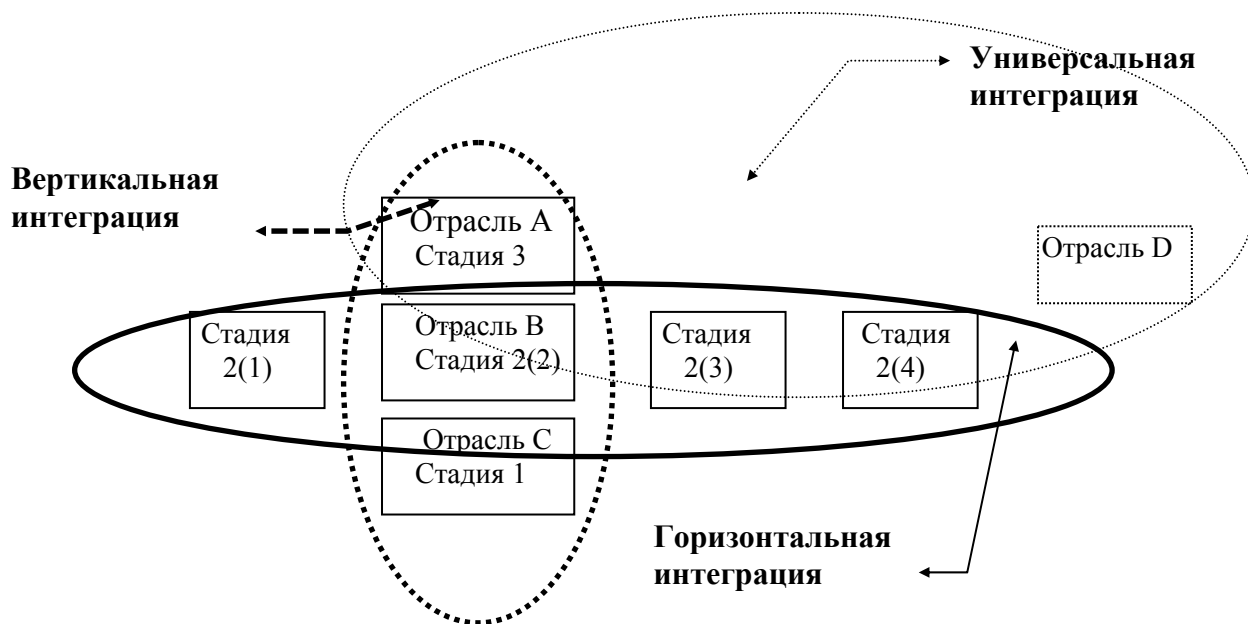 Универсальная
интеграция
Вертикальная
интеграция
Отрасль A
Стадия 3
Отрасль D
Стадия
2(1)
Отрасль B
Стадия 2(2)
Стадия
2(3)
Стадия
2(4)
Отрасль C
Стадия 1
Горизонтальная
интеграция